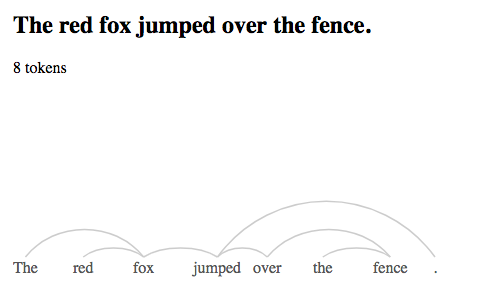 The red fox jumped over the fence.
8 tokens
The red fox jumped over the fence .